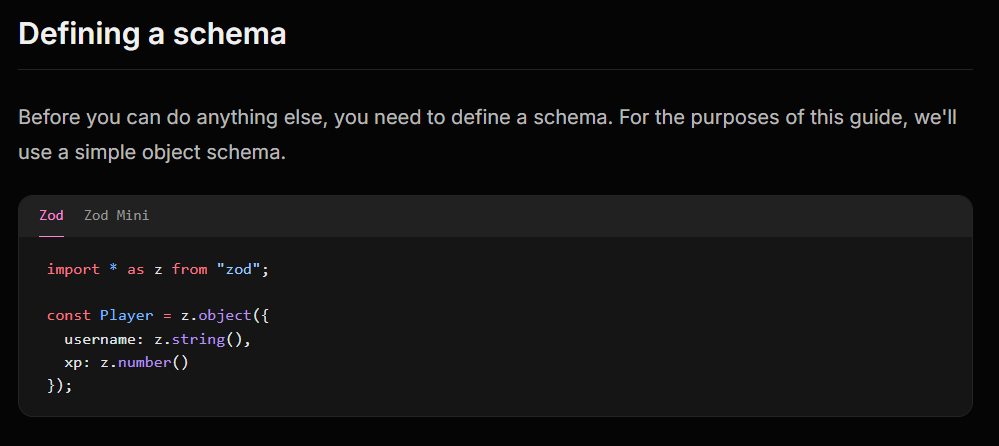 Defining a schema
Before you can do anything else, you need to define a schema. For the purposes of this guide, we'll
use a simple object schema.
Zod Zod Mini
import * as z from "zod";
const Player = z.object({
  username: z.string(),
  xp: z.number()
});